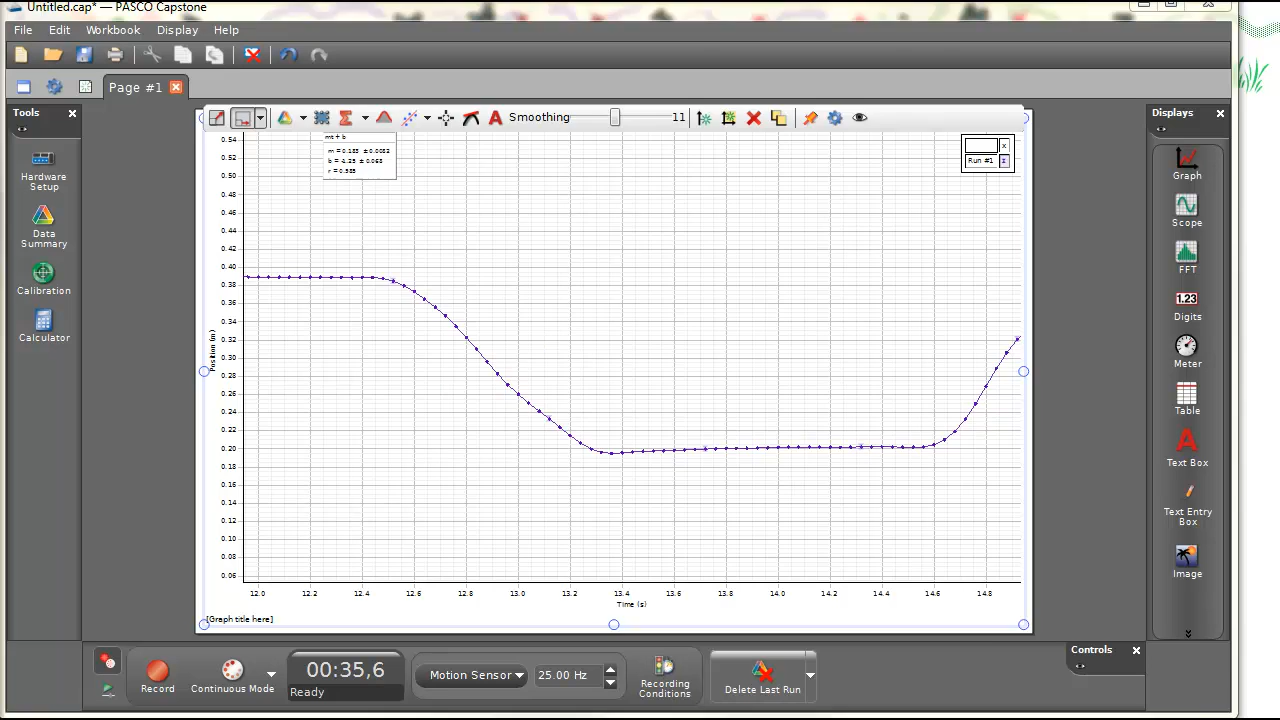 Untitled.cap* — PASCO Capstone
File Edit Workbook Display Help
Page #1
Tools
Displays
Smoothing 11
Hardware
Setup
Data
Summary
Calibration
Calculator
mt + b
b = -1.25 ± 0.068
Run #1
0.54
0.52
0.50
0.48
0.46
0.44
0.42
0.40
0.38
0.36
0.34
0.32
0.30
0.28
0.26
0.24
0.22
0.20
0.18
0.16
0.14
0.12
0.10
0.08
0.06
Position (m)
12.0 12.2 12.4 12.6 12.8 13.0 13.2 13.4 13.6 13.8 14.0 14.2 14.4 14.6 14.8
Time (s)
[Graph title here]
Graph
Scope
FFT
1.23
Digits
Meter
Table
A
Text Box
Text Entry
Box
Image
Record
Continuous Mode
00:35,6
Ready
Motion Sensor
25.00 Hz
Recording
Conditions
Delete Last Run
Controls